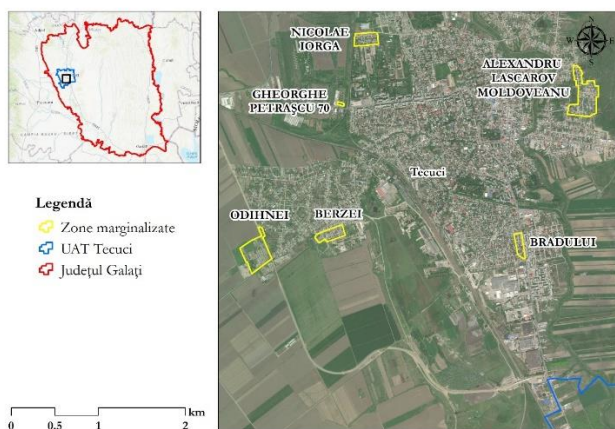 NICOLAE
IORGA
ALEXANDRU
LASCAROV
MOLDOVEANU
GHEORGHE
PETRAȘCU 70
Tecuci
ODIHNEI
BERZEI
BRADULUI
N
W
E
S
Legendă
Zone marginalizate
UAT Tecuci
Județul Galați
km
0 0.5 1 2